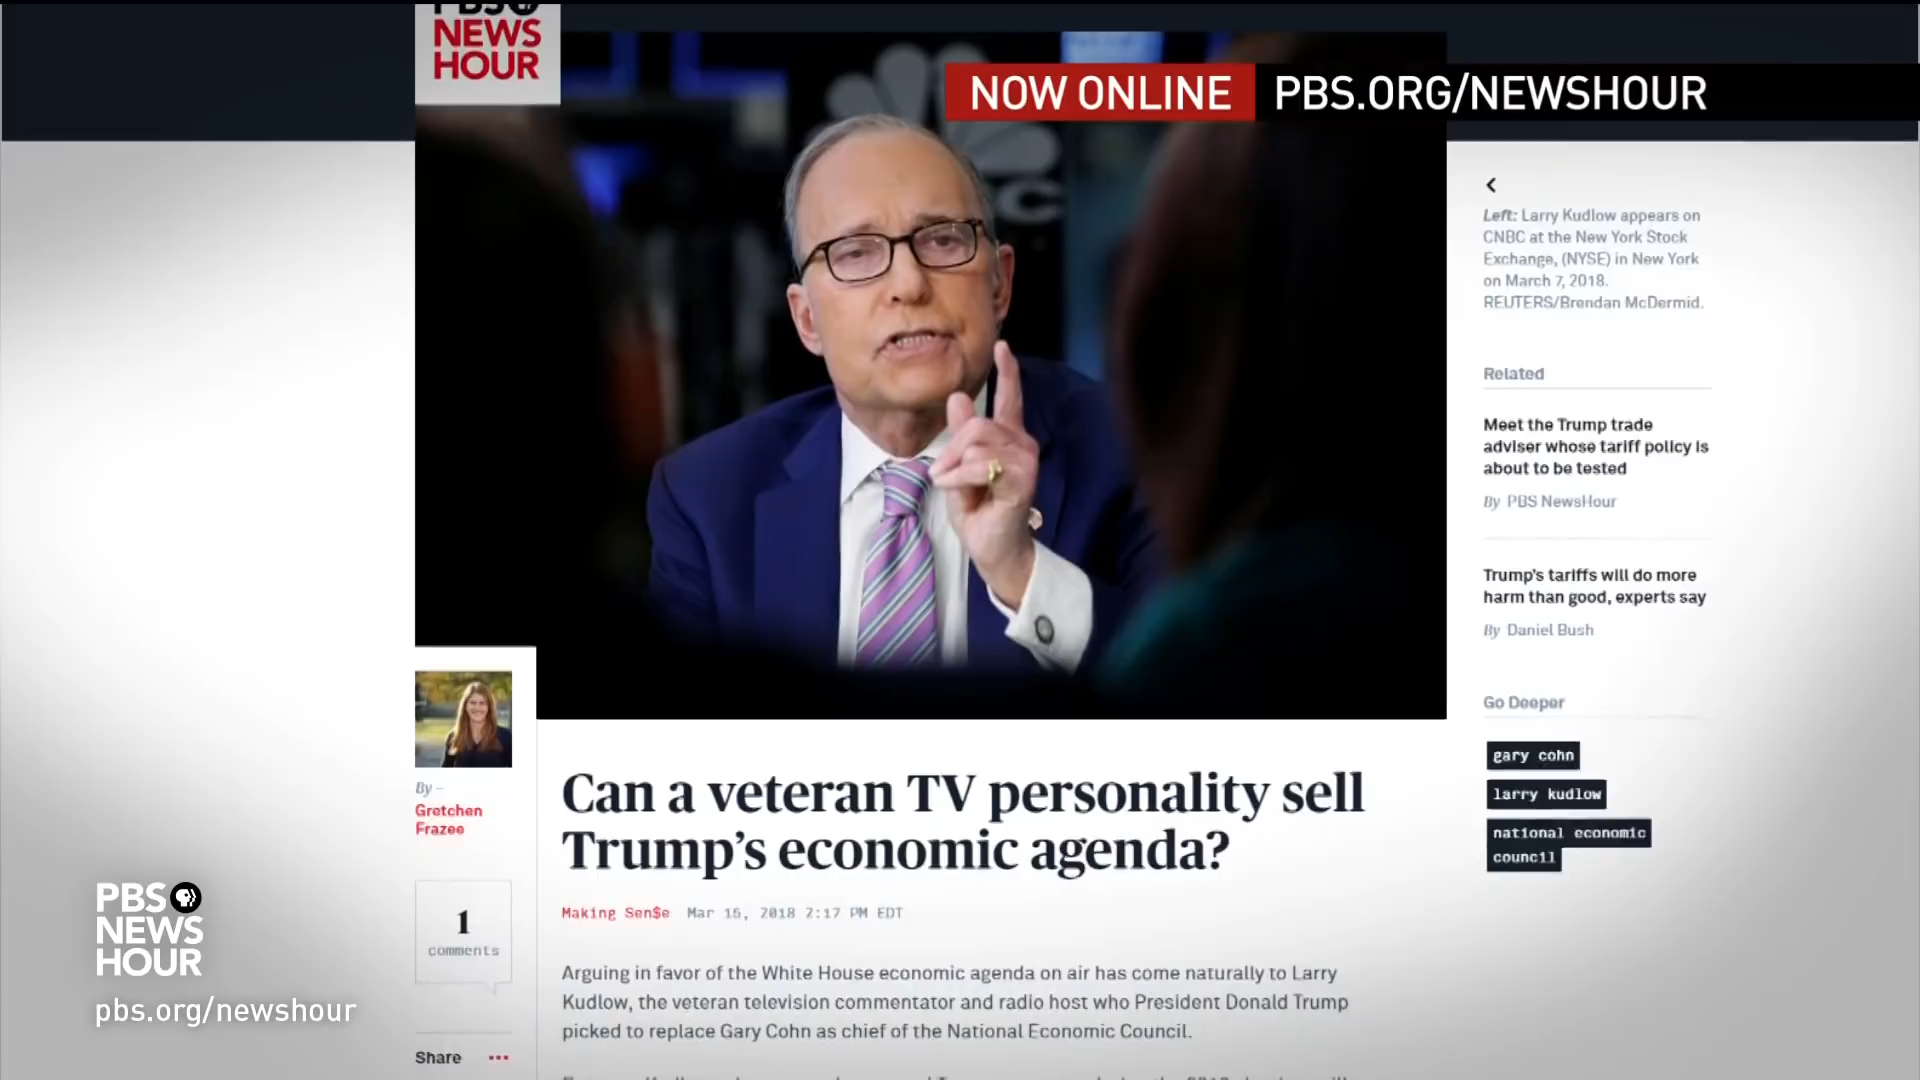 PBS
NEWS
HOUR
NOW ONLINE
PBS.ORG/NEWSHOUR
Left: Larry Kudlow appears on
CNBC at the New York Stock
Exchange, (NYSE) in New York
on March 7, 2018.
REUTERS/Brendan McDermid.
Related
Meet the Trump trade
adviser whose tariff policy is
about to be tested
By PBS NewsHour
Trump's tariffs will do more
harm than good, experts say
By Daniel Bush
Go Deeper
gary cohn
larry kudlow
national economic
council
By –
Gretchen
Frazee
1
comments
Share
Can a veteran TV personality sell
Trump's economic agenda?
Making Sen$e Mar 15, 2018 2:17 PM EDT
Arguing in favor of the White House economic agenda on air has come naturally to Larry
Kudlow, the veteran television commentator and radio host who President Donald Trump
picked to replace Gary Cohn as chief of the National Economic Council.
PBS
NEWS
HOUR
pbs.org/newshour